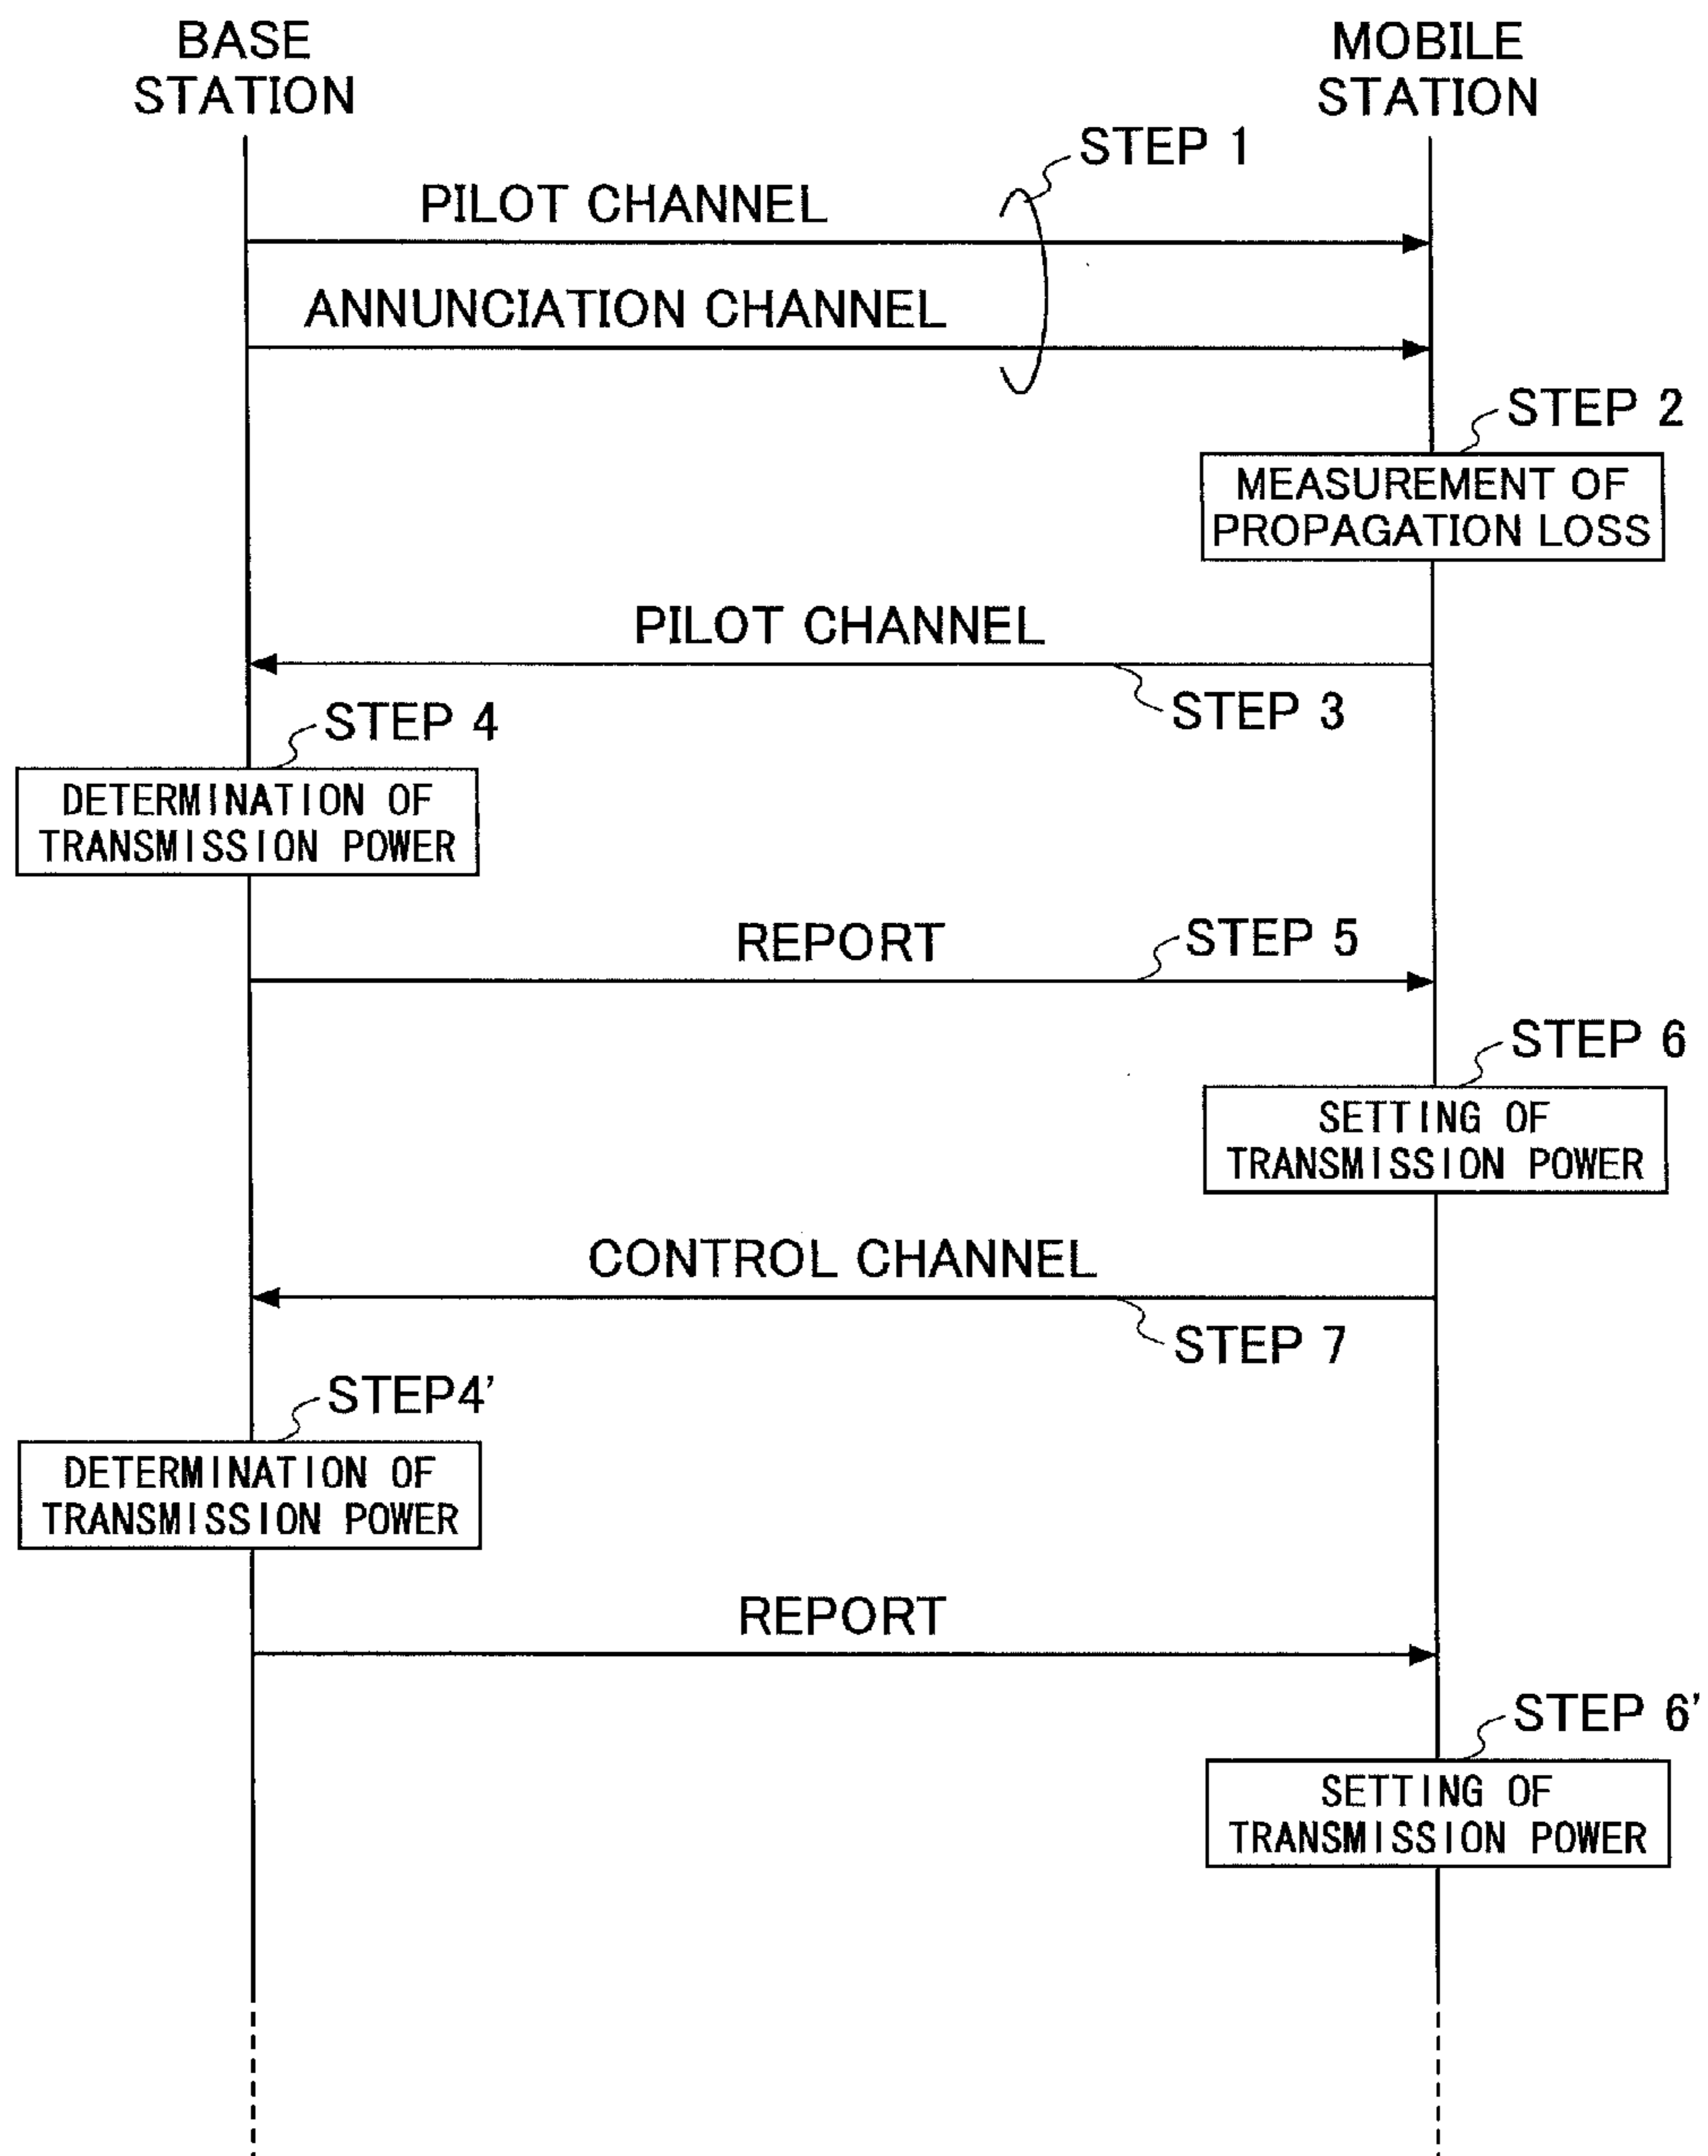 BASE
STATION
MOBILE
STATION
STEP 1
PILOT CHANNEL
ANNUNCIATION CHANNEL
STEP 2
MEASUREMENT OF
PROPAGATION LOSS
PILOT CHANNEL
STEP 3
STEP 4
DETERMINATION OF
TRANSMISSION POWER
REPORT
STEP 5
STEP 6
SETTING OF
TRANSMISSION POWER
CONTROL CHANNEL
STEP 7
STEP4'
DETERMINATION OF
TRANSMISSION POWER
REPORT
STEP 6'
SETTING OF
TRANSMISSION POWER